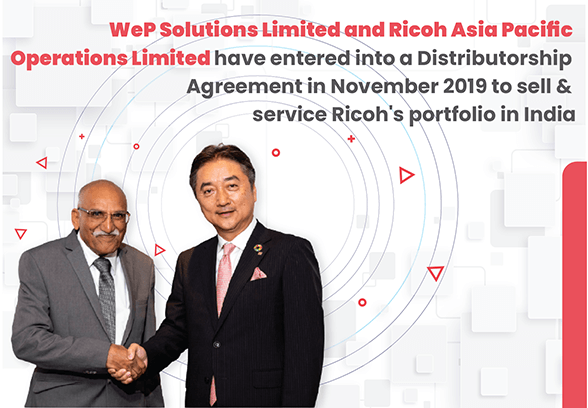 WeP Solutions Limited and Ricoh Asia Pacific
Operations Limited have entered into a Distributorship
Agreement in November 2019 to sell &
service Ricoh's portfolio in India